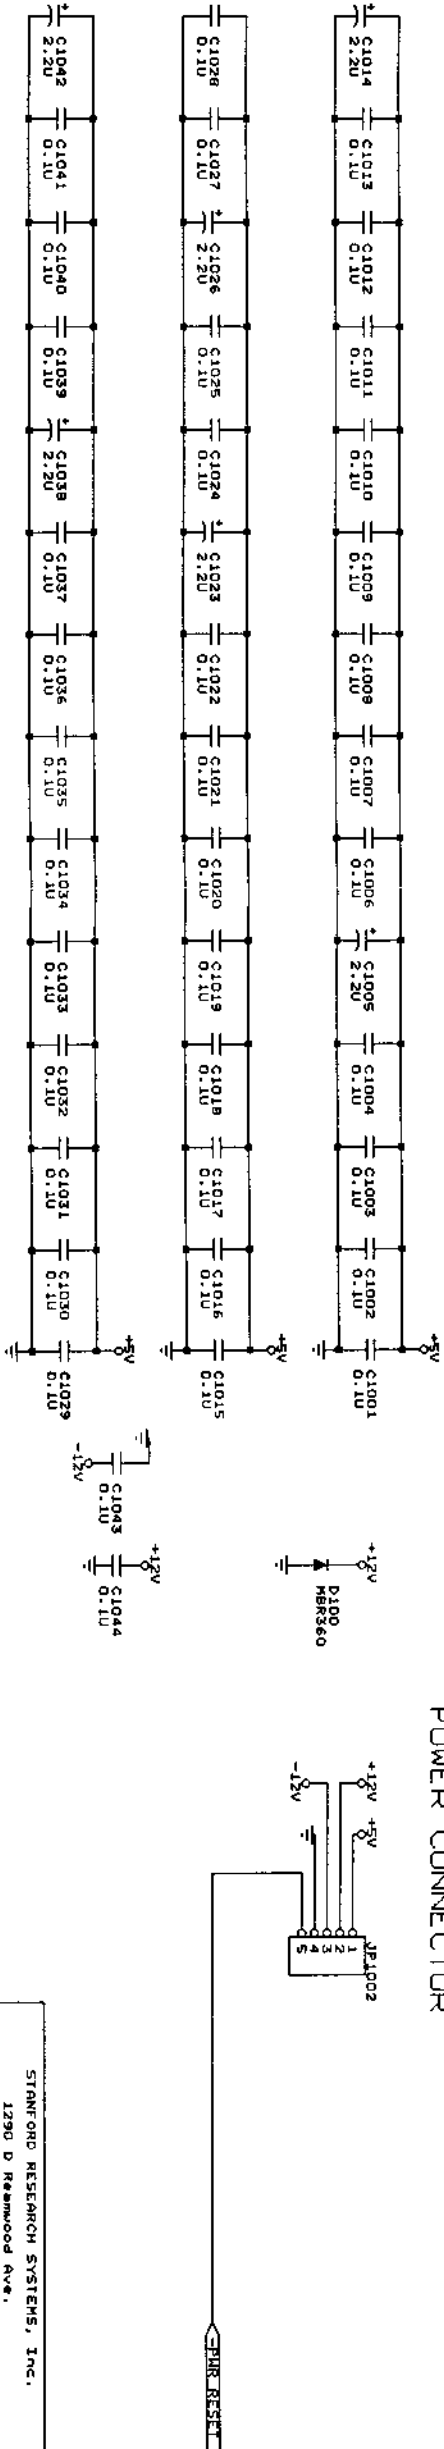 POWER CONNECTOR
C1014
2.2U
C1013
0.1U
C1012
0.1U
C1011
0.1U
C1010
0.1U
C1009
0.1U
C1008
0.1U
C1007
0.1U
C1006
0.1U
C1005
2.2U
C1004
0.1U
C1003
0.1U
C1002
0.1U
C1001
0.1U
+5V
C1028
0.1U
C1027
0.1U
C1026
2.2U
C1025
0.1U
C1024
0.1U
C1023
2.2U
C1022
0.1U
C1021
0.1U
C1020
0.1U
C1019
0.1U
C1018
0.1U
C1017
0.1U
C1016
0.1U
C1015
0.1U
+5V
C1042
2.2U
C1041
0.1U
C1040
0.1U
C1039
0.1U
C1038
2.2U
C1037
0.1U
C1036
0.1U
C1035
0.1U
C1034
0.1U
C1033
0.1U
C1032
0.1U
C1031
0.1U
C1030
0.1U
C1029
0.1U
+5V
+12V
D100
MBR360
C1043
0.1U
-12V
+12V
C1044
0.1U
+12V
+5V
-12V
JP1002
1
2
3
4
5
-PWR RESET
STANFORD RESEARCH SYSTEMS, Inc.
1290 D Reamwood Ave.